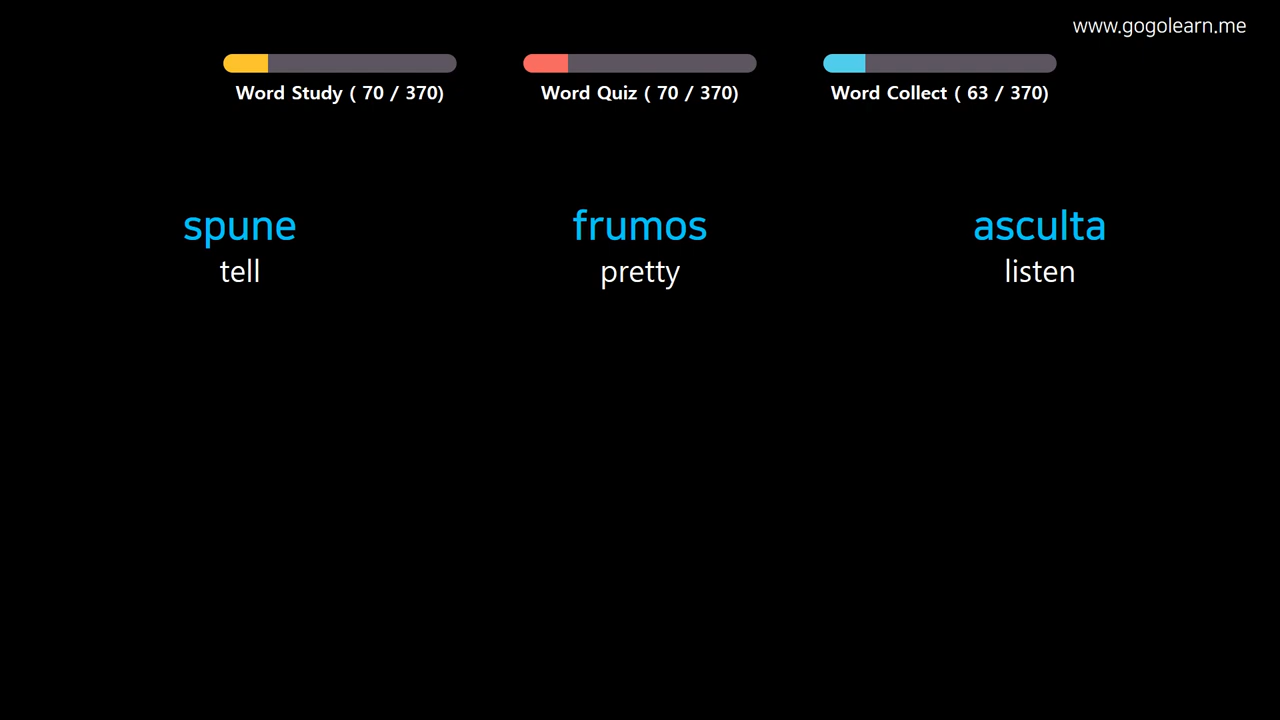 www.gogolearn.me
Word Study ( 70 / 370)
Word Quiz ( 70 / 370)
Word Collect ( 63 / 370)
spune
tell
frumos
pretty
asculta
listen